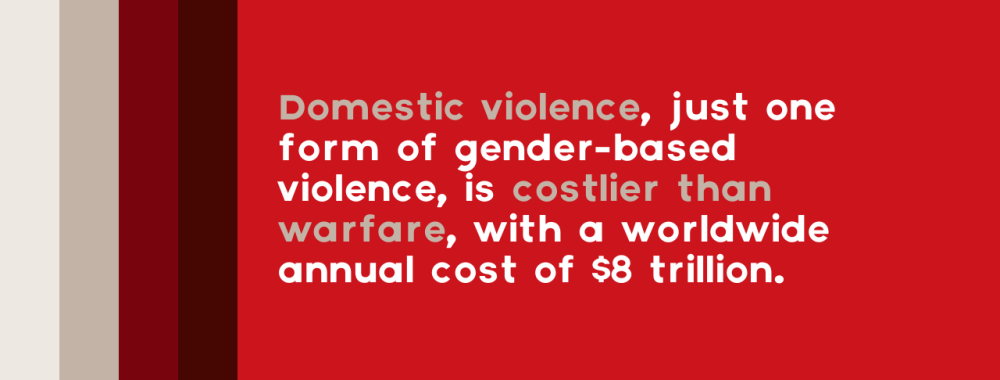 Domestic violence, just one
form of gender-based
violence, is costlier than
warfare, with a worldwide
annual cost of $8 trillion.